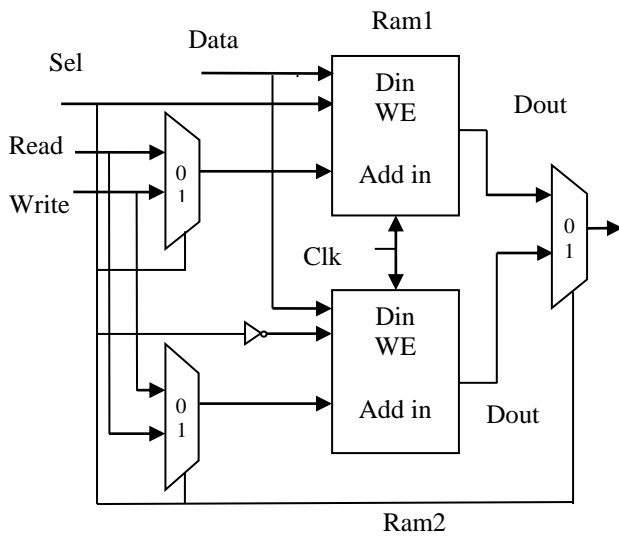 Ram1
Data
Sel
Din
WE
Dout
Read
0
1
Add in
Write
0
1
Clk
Din
WE
0
1
Add in
Dout
Ram2